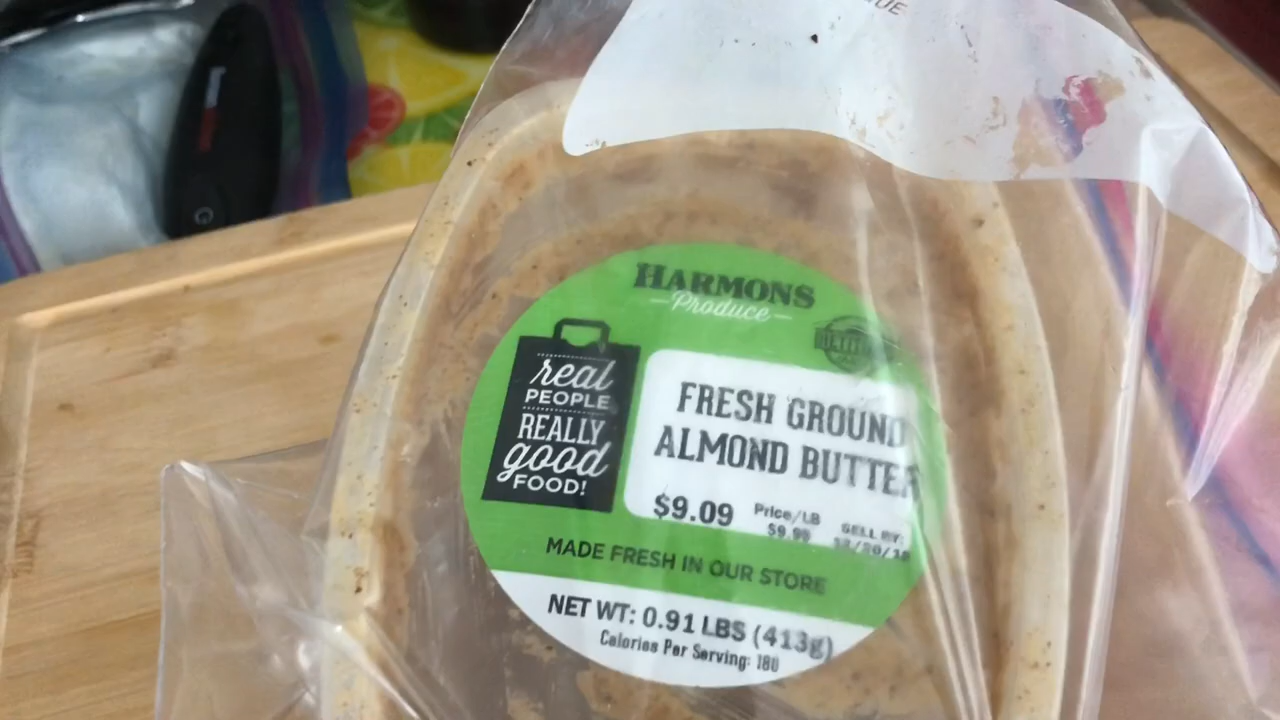 HARMONS
Produce
real
PEOPLE
REALLY
good
FOOD!
FRESH GROUND
ALMOND BUTTER
$9.09
Price/LB
$9.99
SELL BY:
MADE FRESH IN OUR STORE
NET WT: 0.91 LBS (413g)
Calories Per Serving: 180